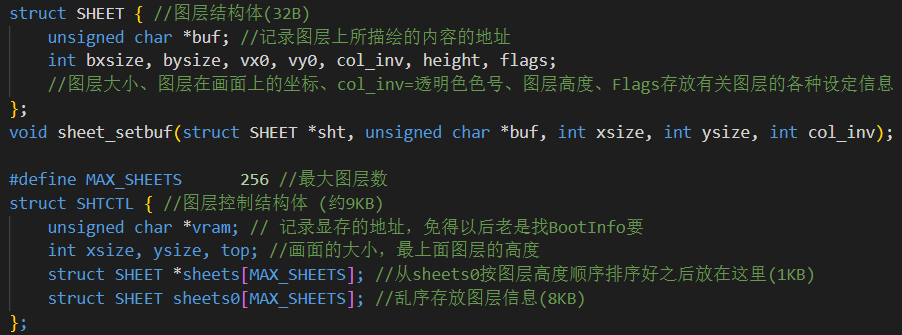 struct SHEET { //图层结构体(32B)
unsigned char *buf; //记录图层上所描绘的内容的地址
int bxsize, bysize, vx0, vy0, col_inv, height, flags;
//图层大小、图层在画面上的坐标、col_inv=透明色色号、图层高度、Flags存放有关图层的各种设定信息
};
void sheet_setbuf(struct SHEET *sht, unsigned char *buf, int xsize, int ysize, int col_inv);
#define MAX_SHEETS 256 //最大图层数
struct SHTCTL { //图层控制结构体 (约9KB)
unsigned char *vram; // 记录显存的地址，免得以后老是找BootInfo要
int xsize, ysize, top; //画面的大小，最上面图层的高度
struct SHEET *sheets[MAX_SHEETS]; //从sheets0按图层高度顺序排序好之后放在这里(1KB)
struct SHEET sheets0[MAX_SHEETS]; //乱序存放图层信息(8KB)
};